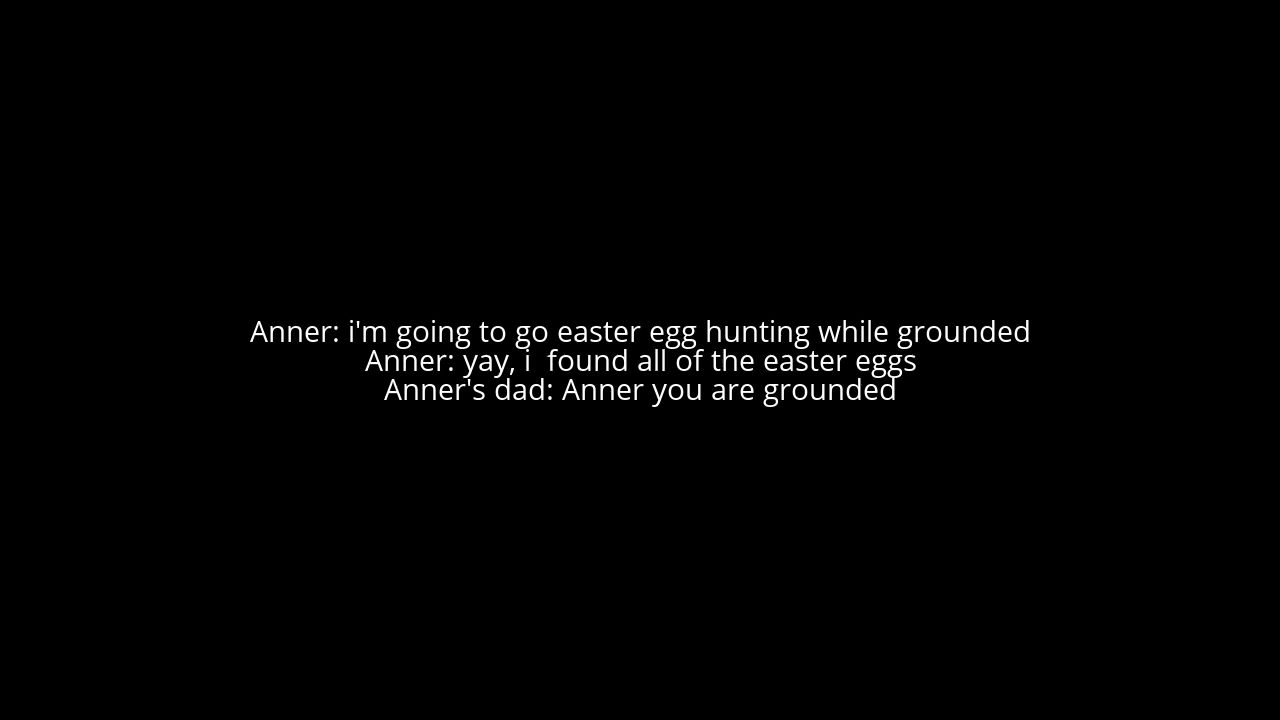 Anner: i'm going to go easter egg hunting while grounded
Anner: yay, i  found all of the easter eggs
Anner's dad: Anner you are grounded